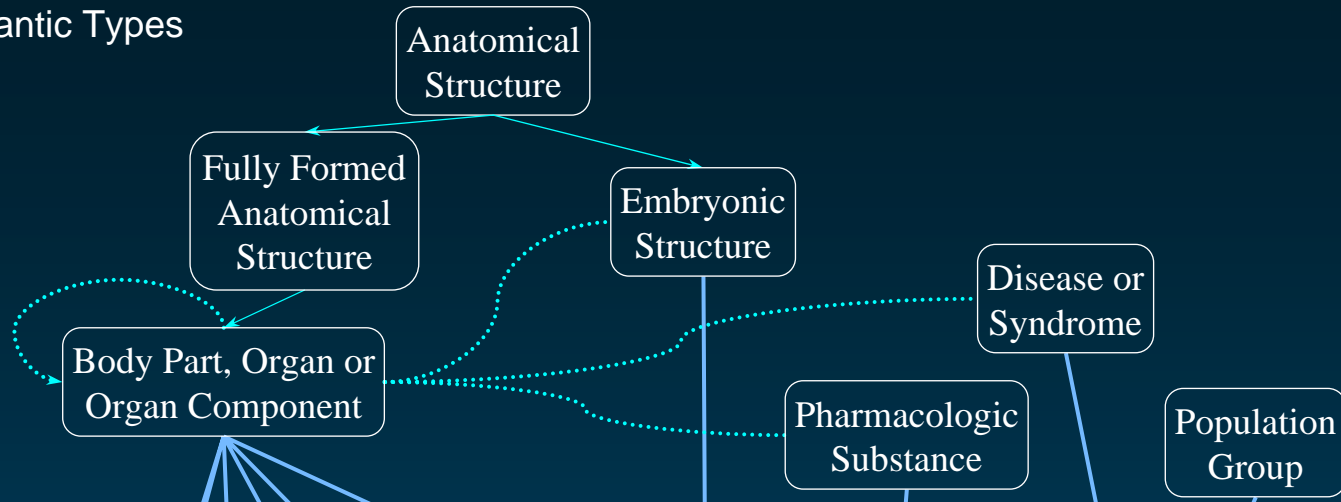 antic Types
Anatomical
Structure
Fully Formed
Anatomical
Structure
Embryonic
Structure
Disease or
Syndrome
Body Part, Organ or
Organ Component
Pharmacologic
Substance
Population
Group